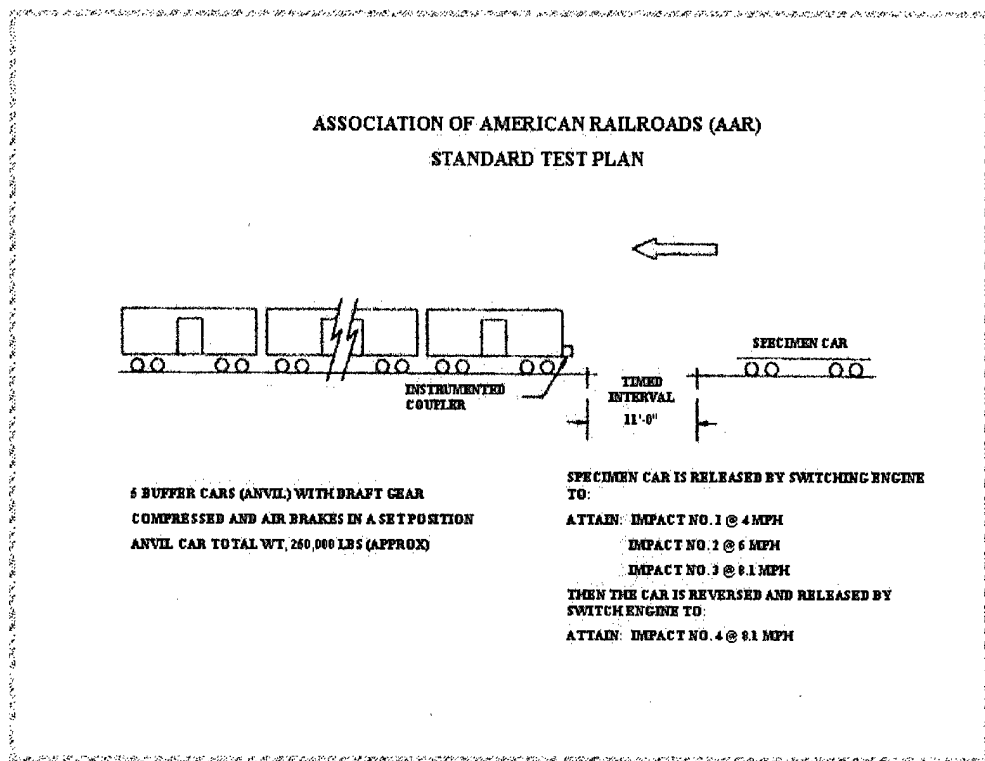 ASSOCIATION OF AMERICAN RAILROADS (AAR)
STANDARD TEST PLAN
SPECIMEN CAR
INSTRUMENTED
COUPLER
TIMED
INTERVAL
11'-0"
5 BUFFER CARS (ANVIL) WITH DRAFT GEAR
COMPRESSED AND AIR BRAKES IN A SET POSITION
ANVIL CAR TOTAL WT, 260,000 LBS (APPROX)
SPECIMEN CAR IS RELEASED BY SWITCHING ENGINE
TO:
ATTAIN: IMPACT NO. 1 @ 4 MPH
IMPACT NO. 2 @ 6 MPH
IMPACT NO. 3 @ 8.1 MPH
THEN THE CAR IS REVERSED AND RELEASED BY
SWITCH ENGINE TO:
ATTAIN: IMPACT NO. 4 @ 8.1 MPH